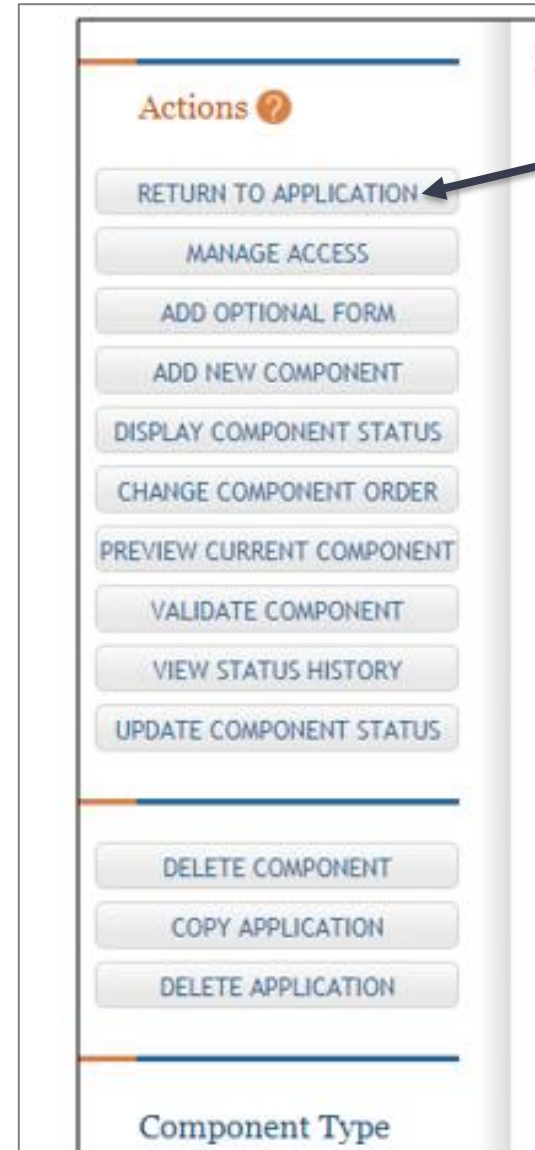 Actions ?
RETURN TO APPLICATION
MANAGE ACCESS
ADD OPTIONAL FORM
ADD NEW COMPONENT
DISPLAY COMPONENT STATUS
CHANGE COMPONENT ORDER
PREVIEW CURRENT COMPONENT
VALIDATE COMPONENT
VIEW STATUS HISTORY
UPDATE COMPONENT STATUS
DELETE COMPONENT
COPY APPLICATION
DELETE APPLICATION
Component Type